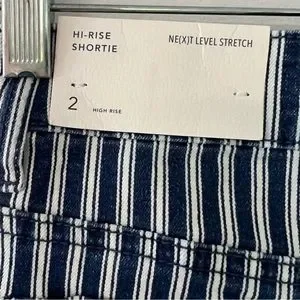 HI-RISE
SHORTIE
NE(X)T LEVEL STRETCH
2 HIGH RISE